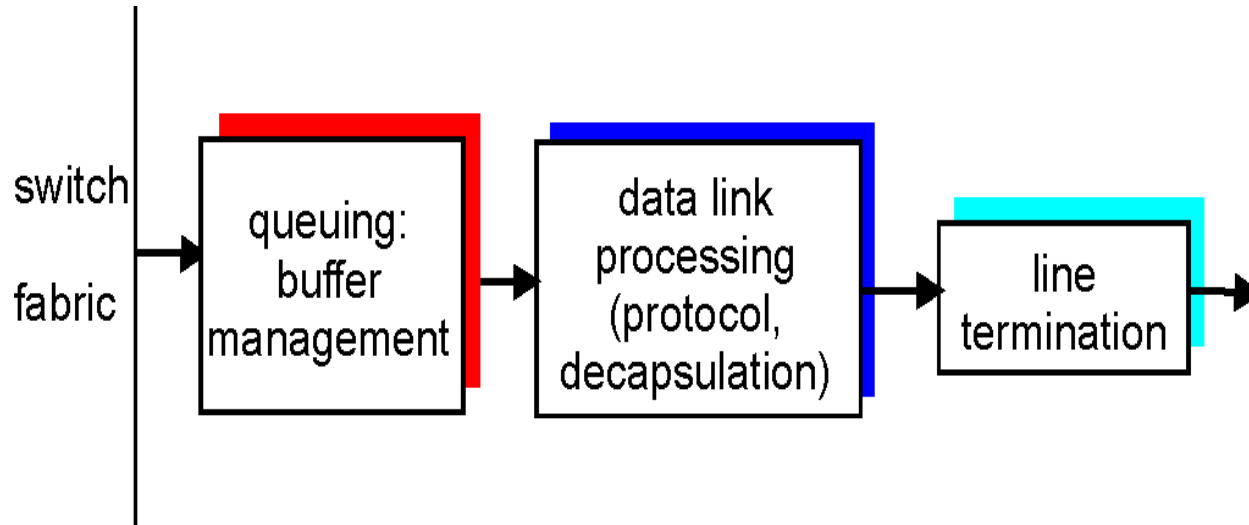 switch
fabric
queuing:
buffer
management
data link
processing
(protocol,
decapsulation)
line
termination